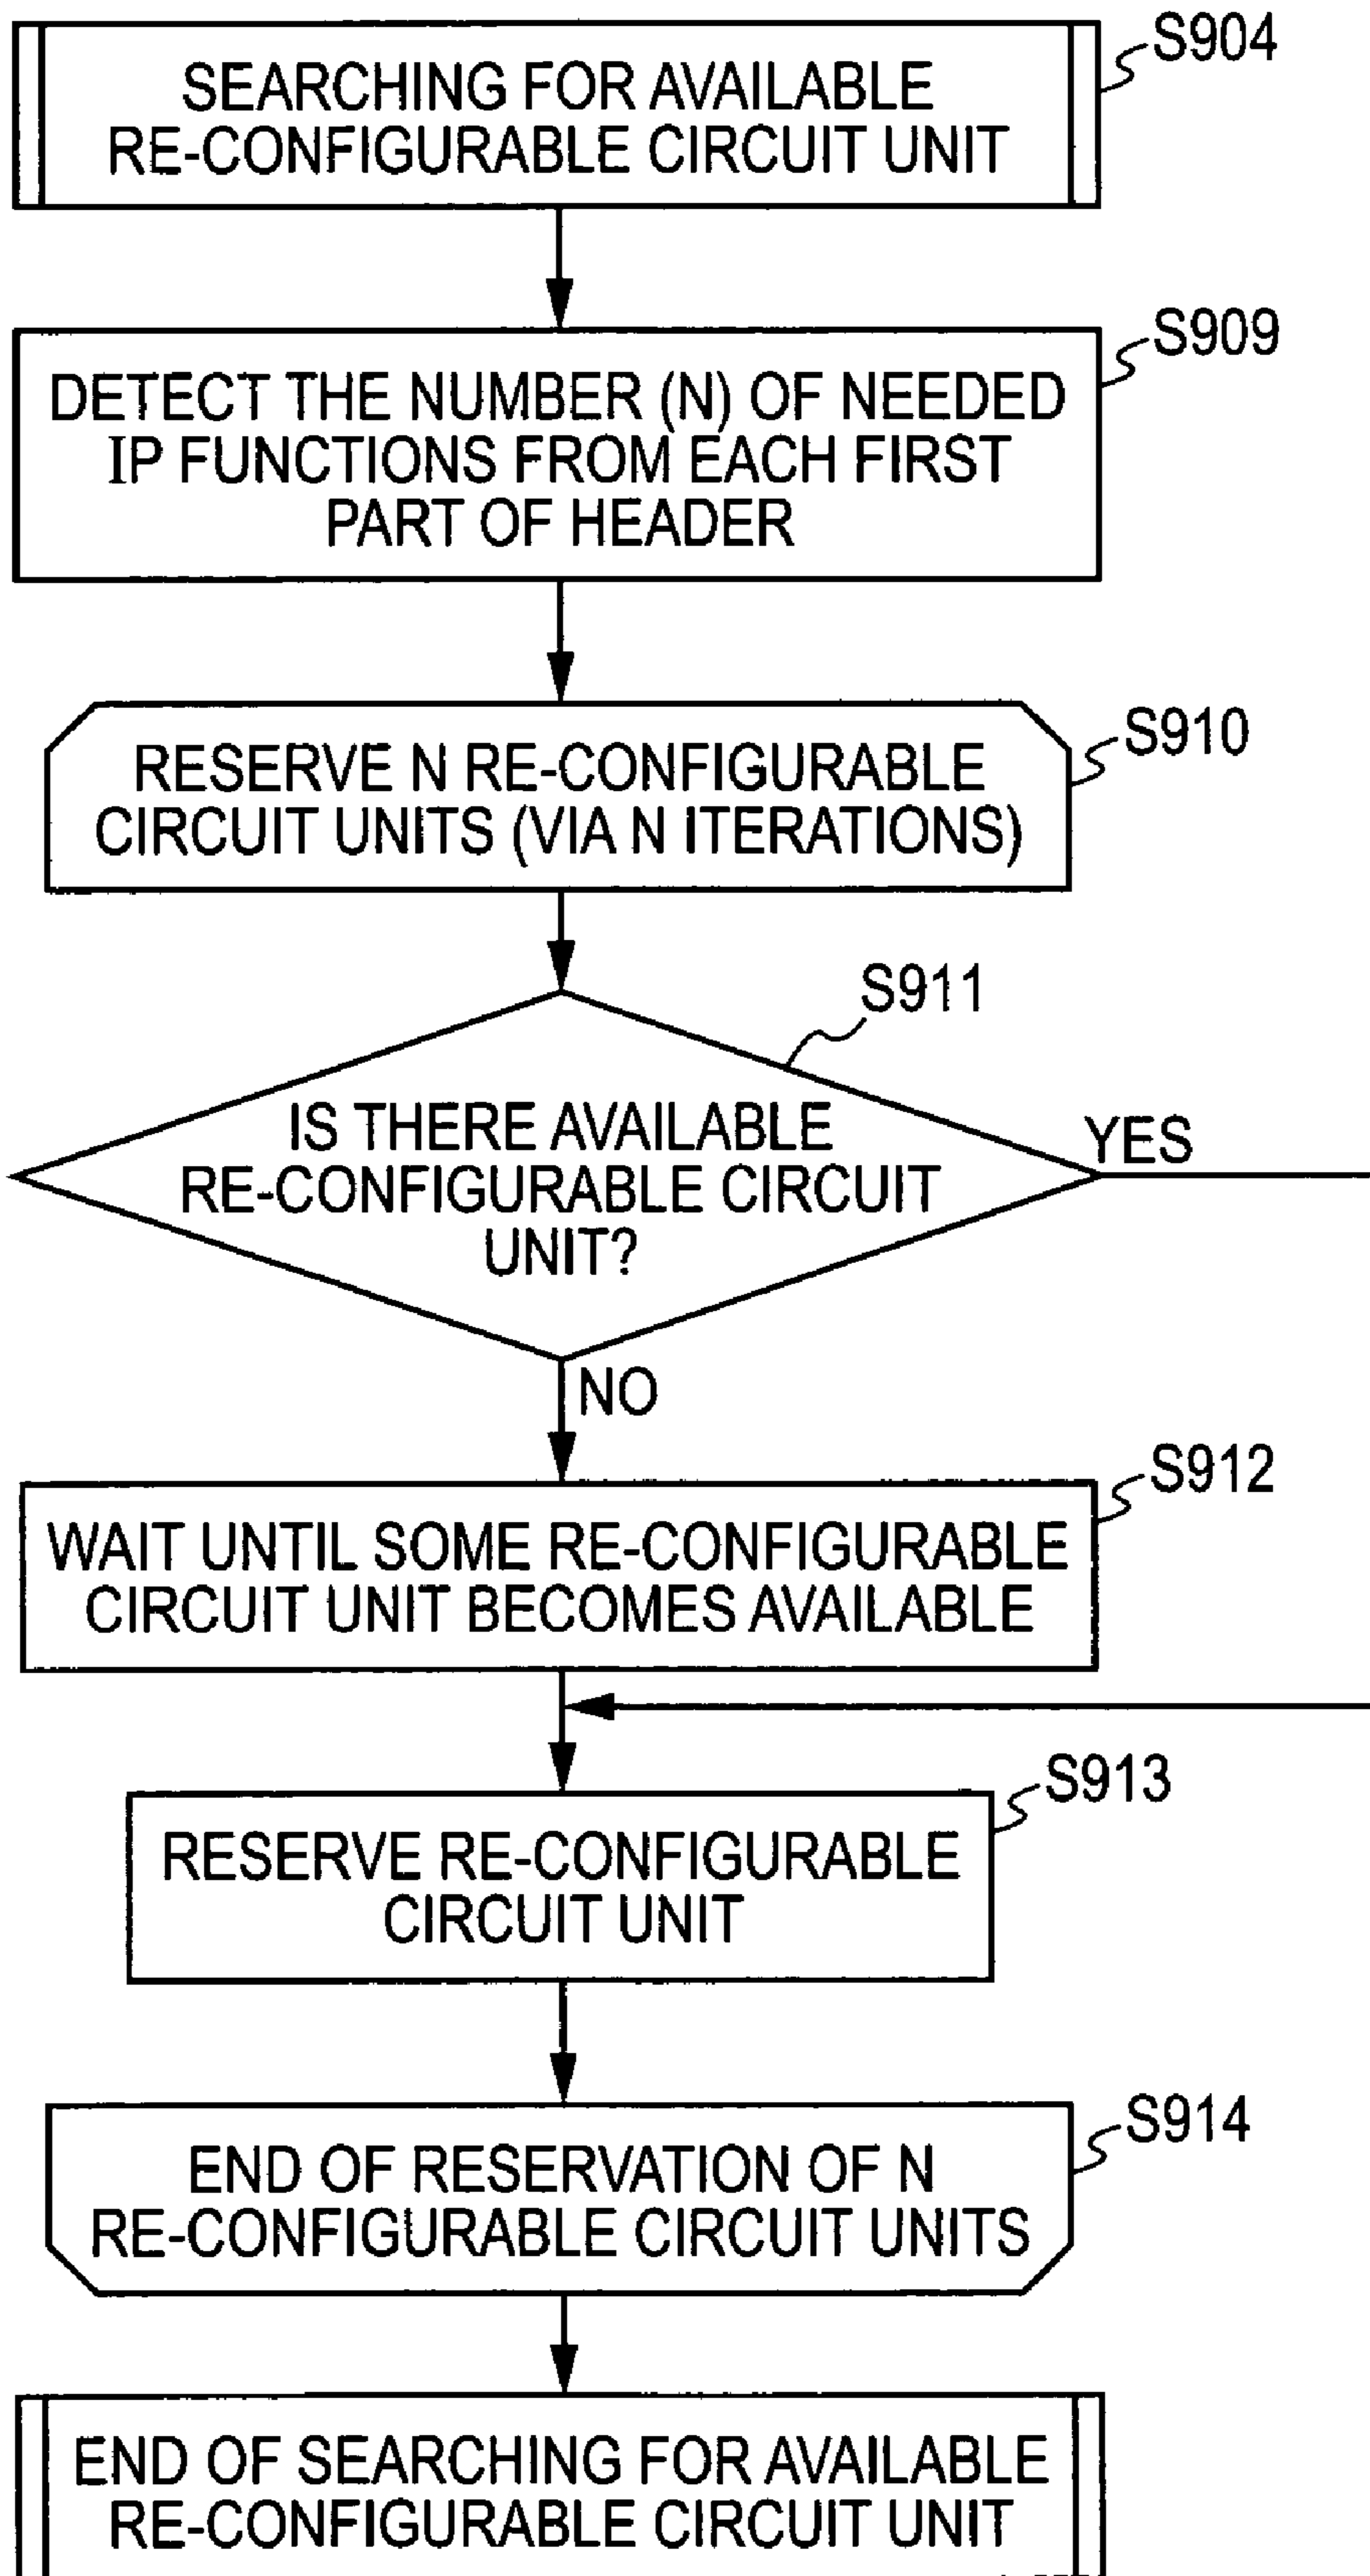 S904
SEARCHING FOR AVAILABLE
RE-CONFIGURABLE CIRCUIT UNIT
S909
DETECT THE NUMBER (N) OF NEEDED
IP FUNCTIONS FROM EACH FIRST
PART OF HEADER
S910
RESERVE N RE-CONFIGURABLE
CIRCUIT UNITS (VIA N ITERATIONS)
S911
IS THERE AVAILABLE
RE-CONFIGURABLE CIRCUIT
UNIT?
YES
NO
S912
WAIT UNTIL SOME RE-CONFIGURABLE
CIRCUIT UNIT BECOMES AVAILABLE
S913
RESERVE RE-CONFIGURABLE
CIRCUIT UNIT
S914
END OF RESERVATION OF N
RE-CONFIGURABLE CIRCUIT UNITS
END OF SEARCHING FOR AVAILABLE
RE-CONFIGURABLE CIRCUIT UNIT